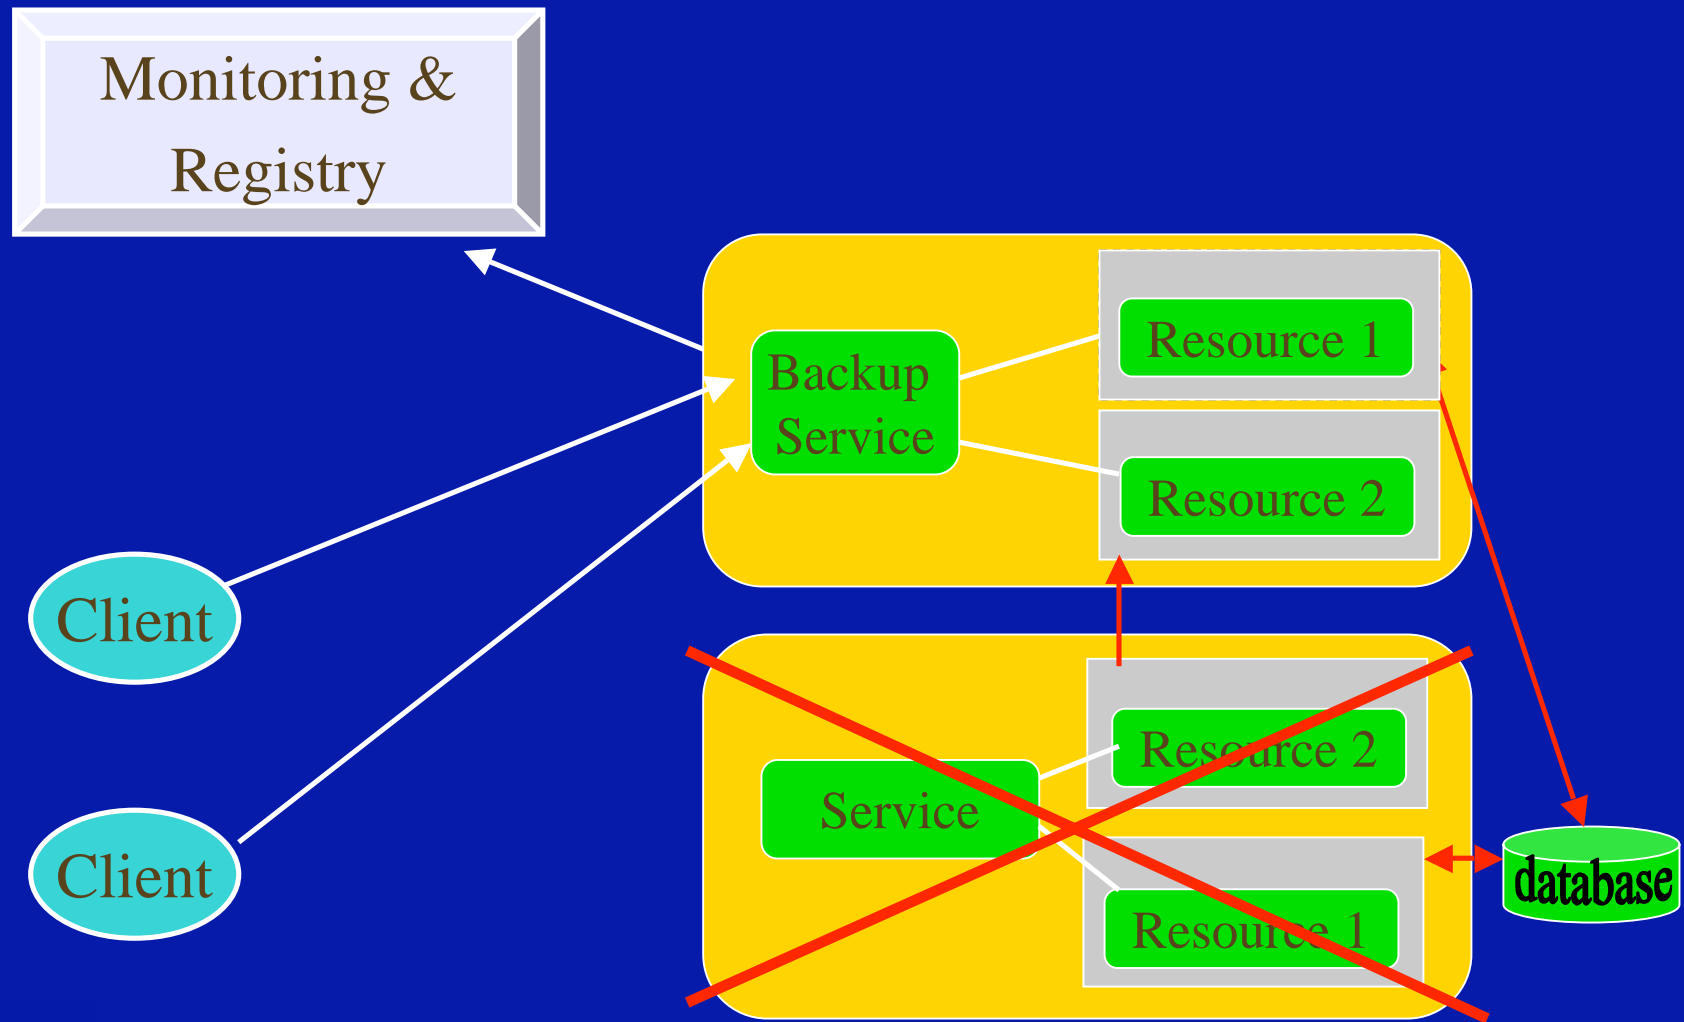 Monitoring &
Registry
Backup
Service
Resource 1
Resource 2
Client
Client
Service
Resource 2
Resource 1
database